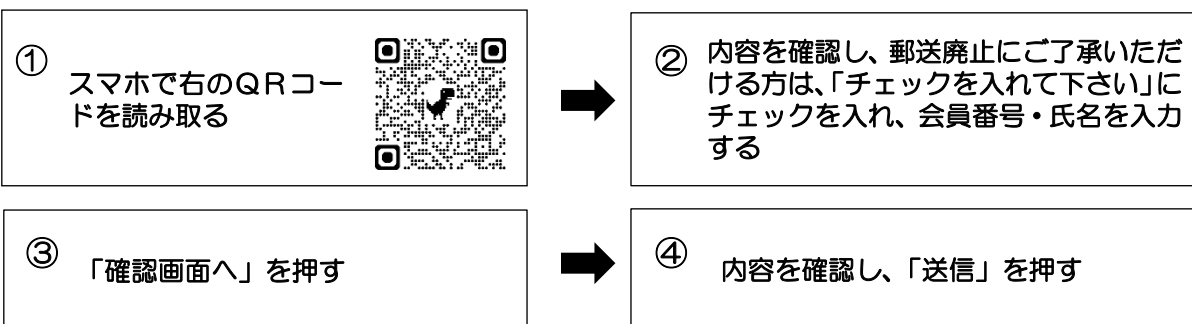 ①
スマホで右のＱＲコー
ドを読み取る
②
内容を確認し、郵送廃止にご了承いただ
ける方は、「チェックを入れて下さい」に
チェックを入れ、会員番号・氏名を入力
する
③
「確認画面へ」を押す
④
内容を確認し、「送信」を押す